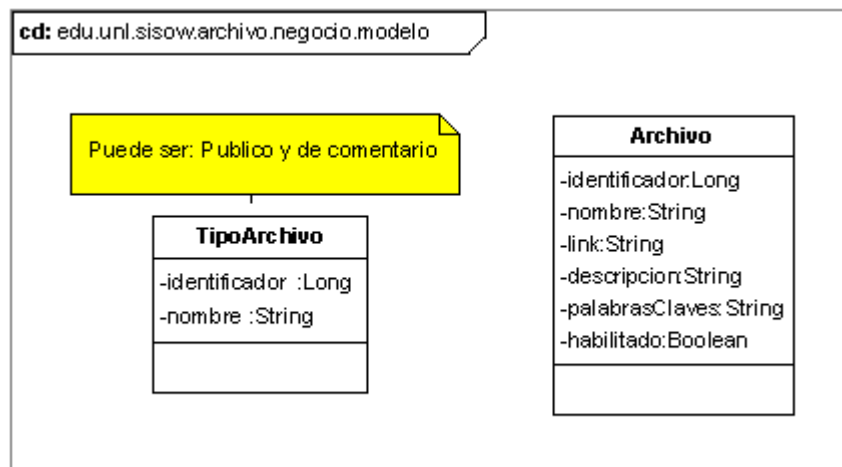 cd: edu.unl.sisow.archivo.negocio.modelo
Puede ser: Publico y de comentario
TipoArchivo
-identificador :Long
-nombre :String
Archivo
-identificador:Long
-nombre:String
-link:String
-descripcion:String
-palabrasClaves:String
-habilitado:Boolean